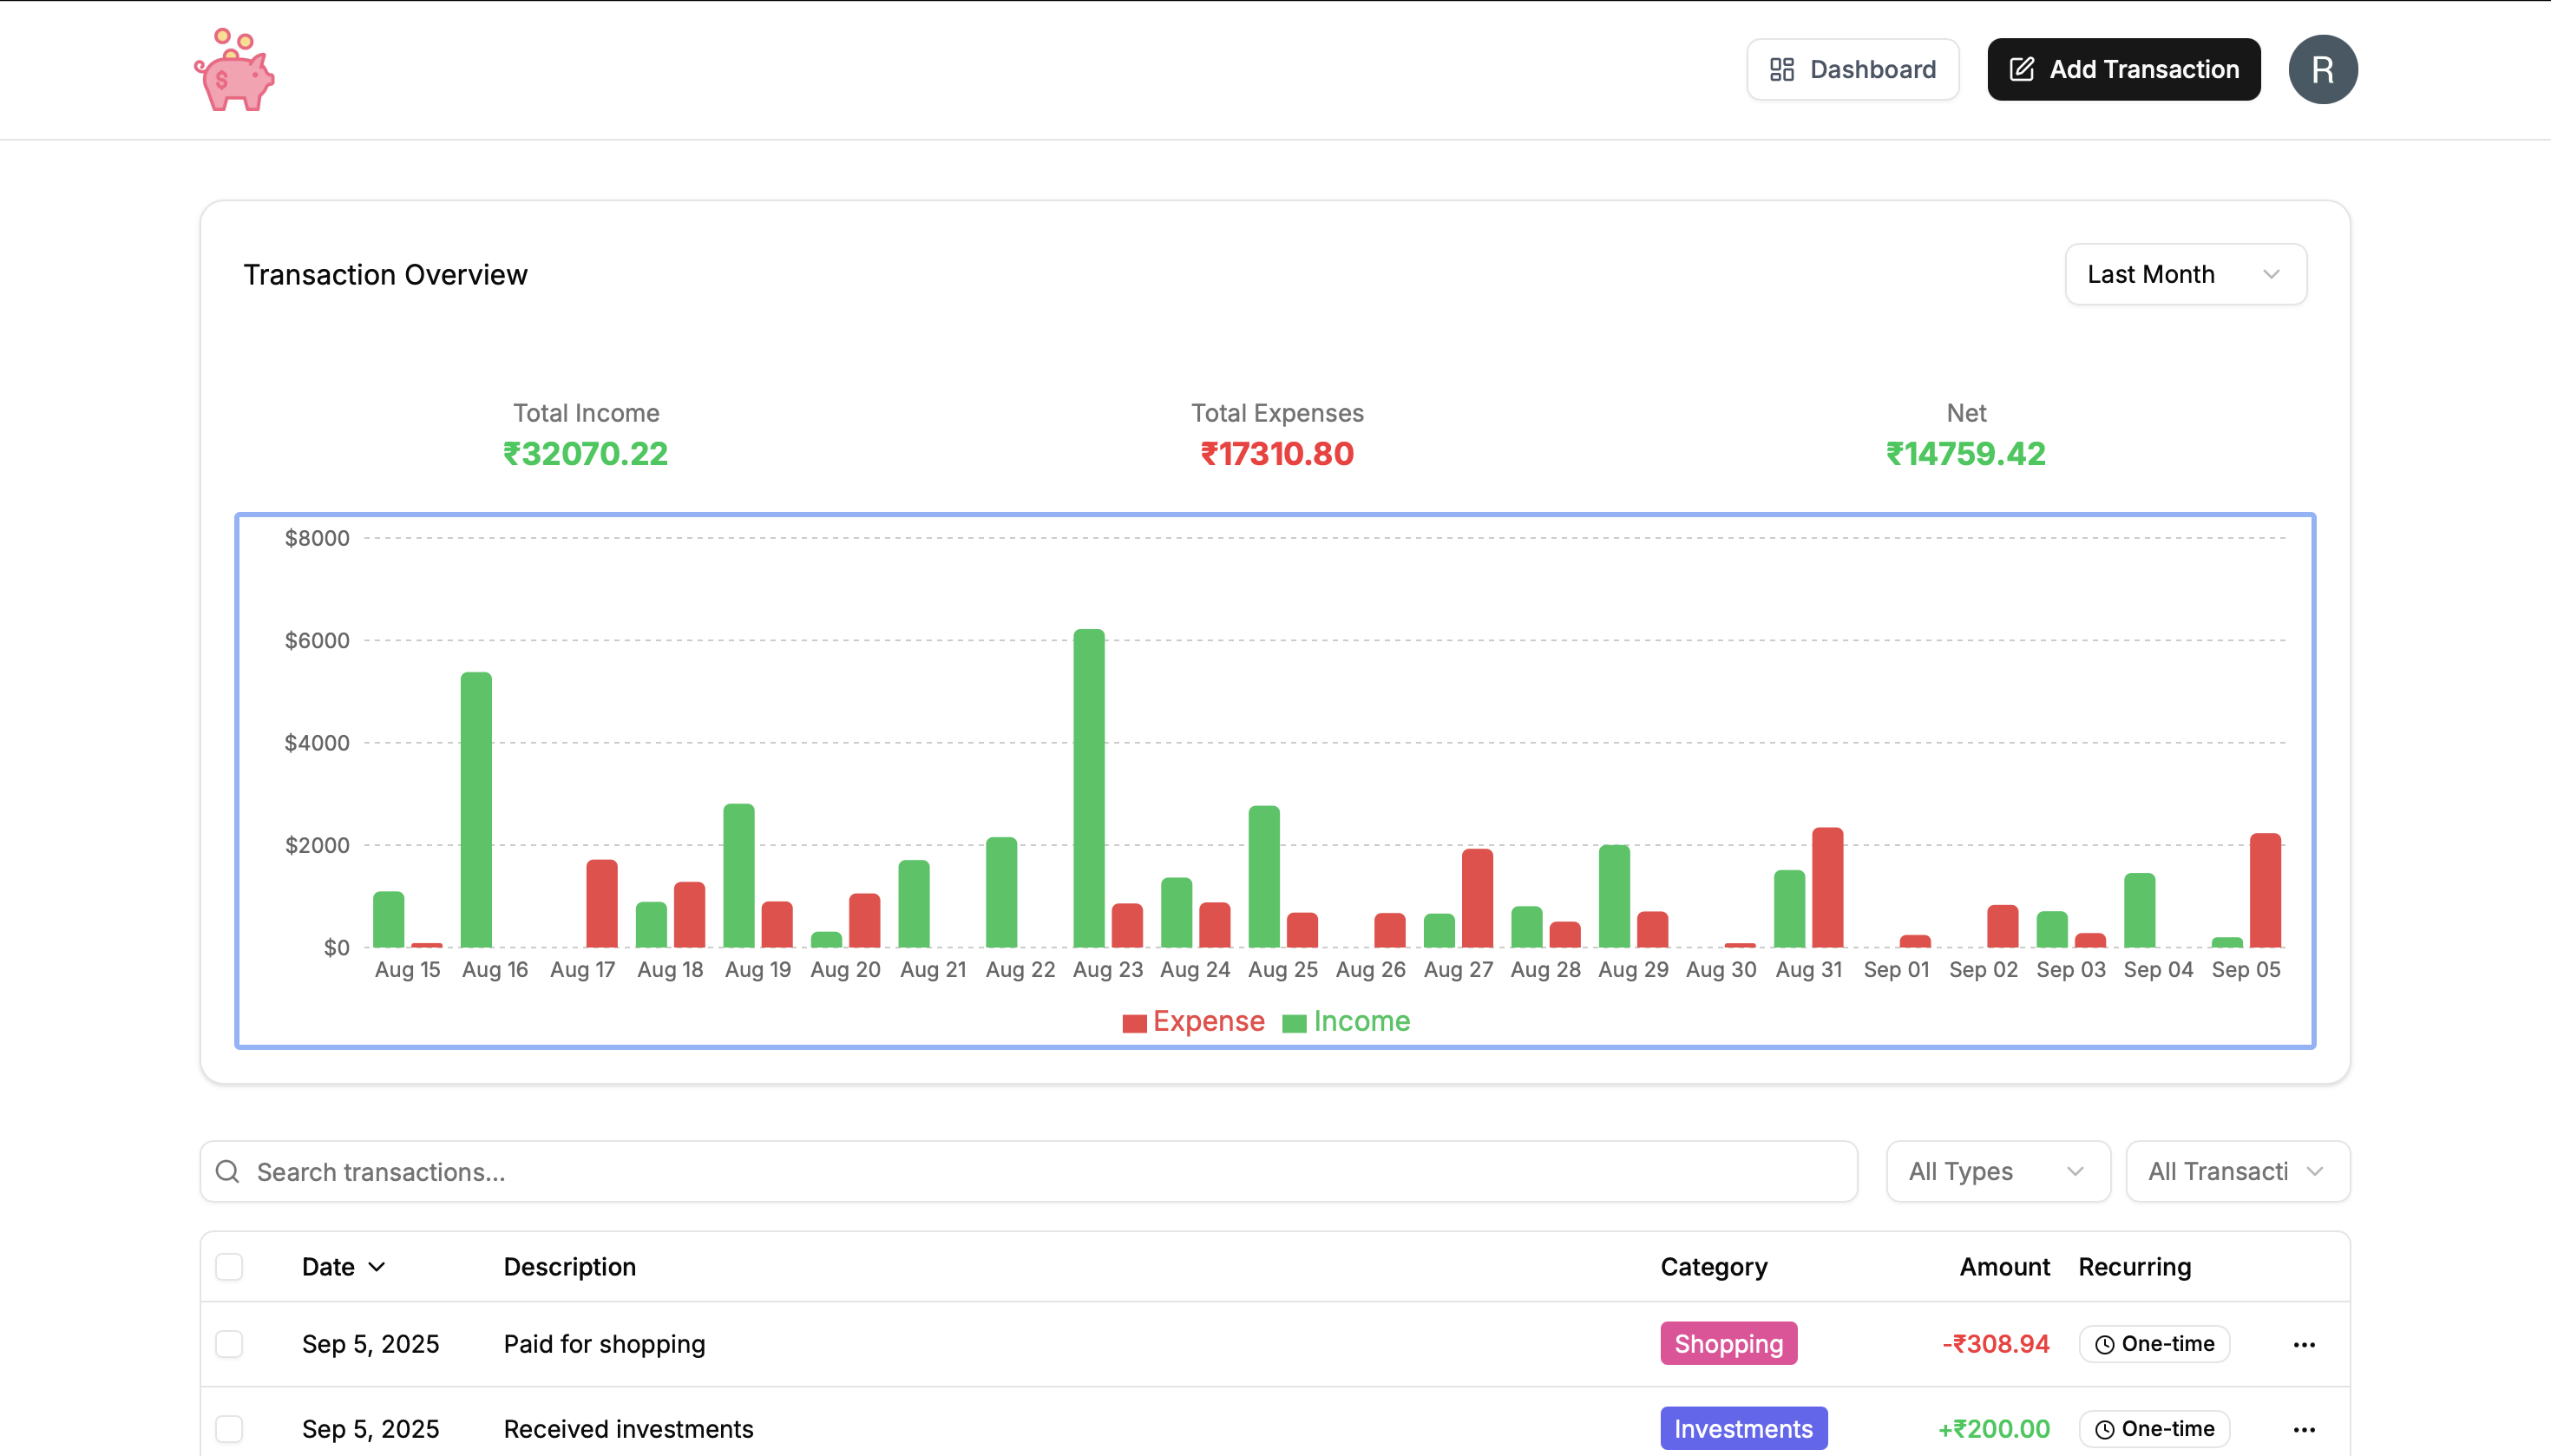 Dashboard
Add Transaction
R
$
Transaction Overview
Last Month
Total Income
₹32070.22
Total Expenses
₹17310.80
Net
₹14759.42
$8000
$6000
$4000
$2000
$0
Aug 15 Aug 16 Aug 17 Aug 18 Aug 19 Aug 20 Aug 21 Aug 22 Aug 23 Aug 24 Aug 25 Aug 26 Aug 27 Aug 28 Aug 29 Aug 30 Aug 31 Sep 01 Sep 02 Sep 03 Sep 04 Sep 05
Expense Income
Search transactions...
All Types
All Transacti
Date Description Category Amount Recurring
Sep 5, 2025 Paid for shopping Shopping -₹308.94 One-time
Sep 5, 2025 Received investments Investments +₹200.00 One-time